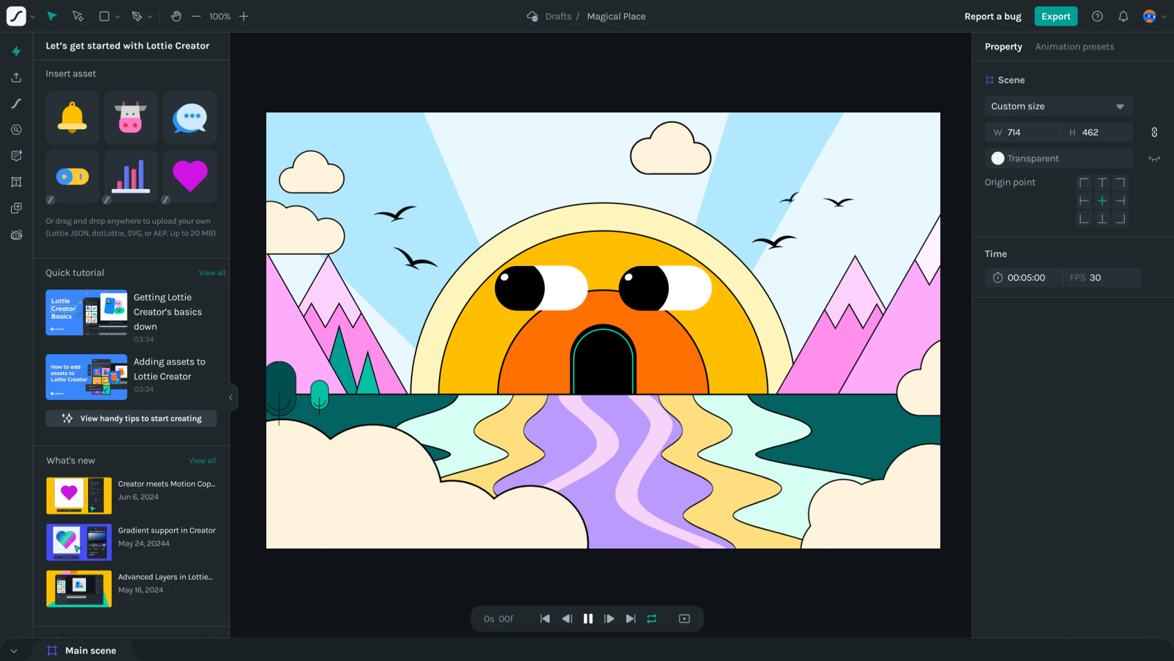 100%
Drafts / Magical Place
Report a bug
Export
Let's get started with Lottie Creator
Insert asset
Or drag and drop anywhere to upload your own
(Lottie JSON, dotLottie, SVG, or AEP. Up to 20 MB)
Quick tutorial
View all
Lottie
Creator
Basics
Getting Lottie
Creator's basics
down
03:34
How to add
assets to
Lottie Creator
Adding assets to
Lottie Creator
03:34
View handy tips to start creating
What's new
View all
Creator meets Motion Cop...
Jun 6, 2024
Gradient support in Creator
May 24, 20244
Advanced Layers in Lottie...
May 16, 2024
0s 00f
Main scene
Property
Animation presets
Scene
Custom size
W 714
H 462
Transparent
Origin point
Time
00:05:00
FPS 30